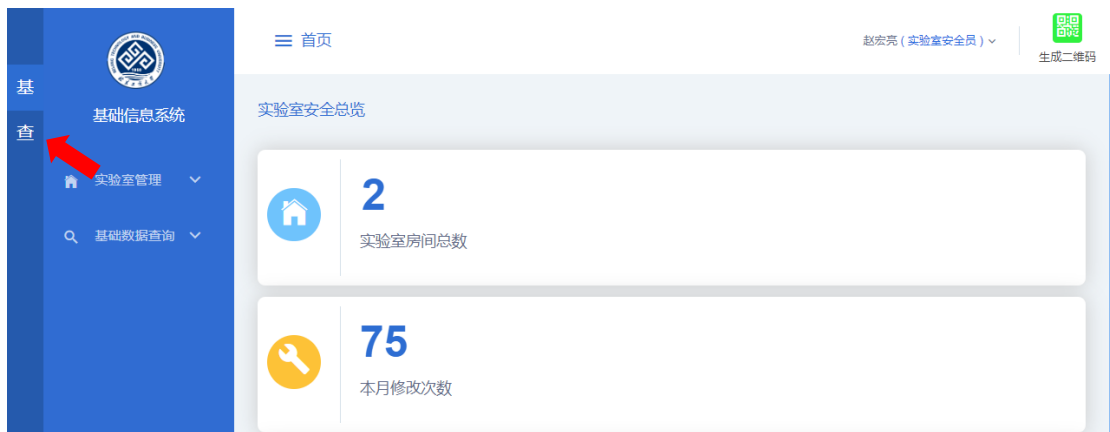 基
查
基础信息系统
实验室管理
基础数据查询
首页
赵宏亮 ( 实验室安全员 )
生成二维码
实验室安全总览
2
实验室房间总数
75
本月修改次数